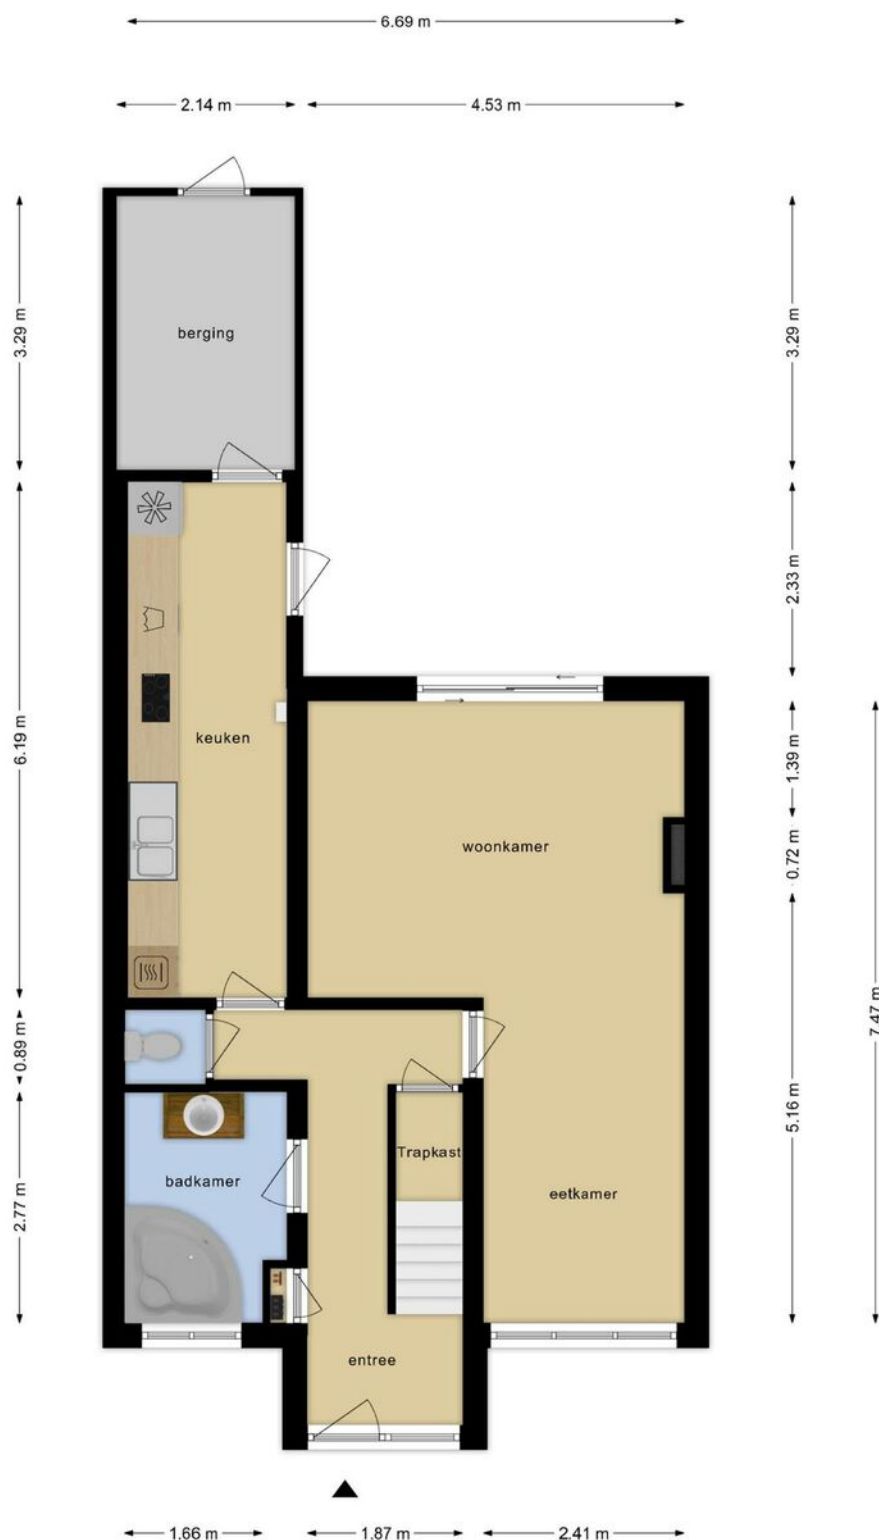 6.69 m
2.14 m
4.53 m
3.29 m
3.29 m
berging
2.33 m
6.19 m
keuken
1.39 m
woonkamer
0.72 m
7.47 m
0.89 m
5.16 m
Trapkast
badkamer
eetkamer
2.77 m
entree
1.66 m
1.87 m
2.41 m